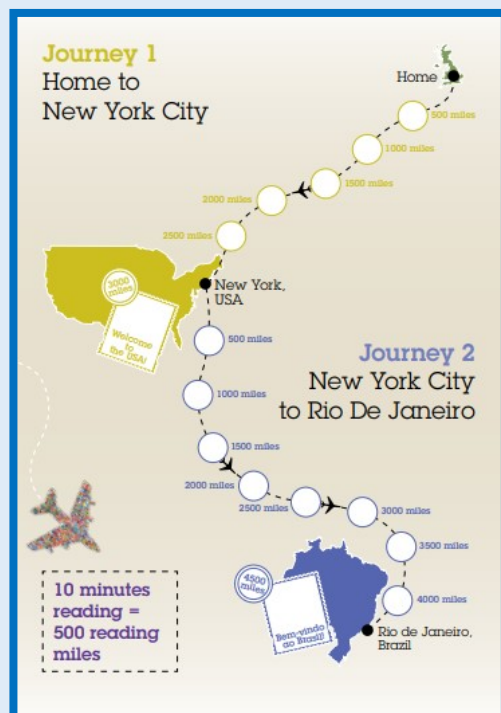 Journey 1
Home to
New York City
Home
500 miles
1000 miles
1500 miles
2000 miles
2500 miles
New York,
USA
3000
miles
Welcome
to
the USA!
500 miles
Journey 2
New York City
to Rio De Janeiro
1000 miles
1500 miles
2000 miles
2500 miles
3000 miles
3500 miles
4000 miles
4500
miles
Bem-vindo
ao Brasil!
Rio de Janeiro,
Brazil
10 minutes
reading =
500 reading
miles